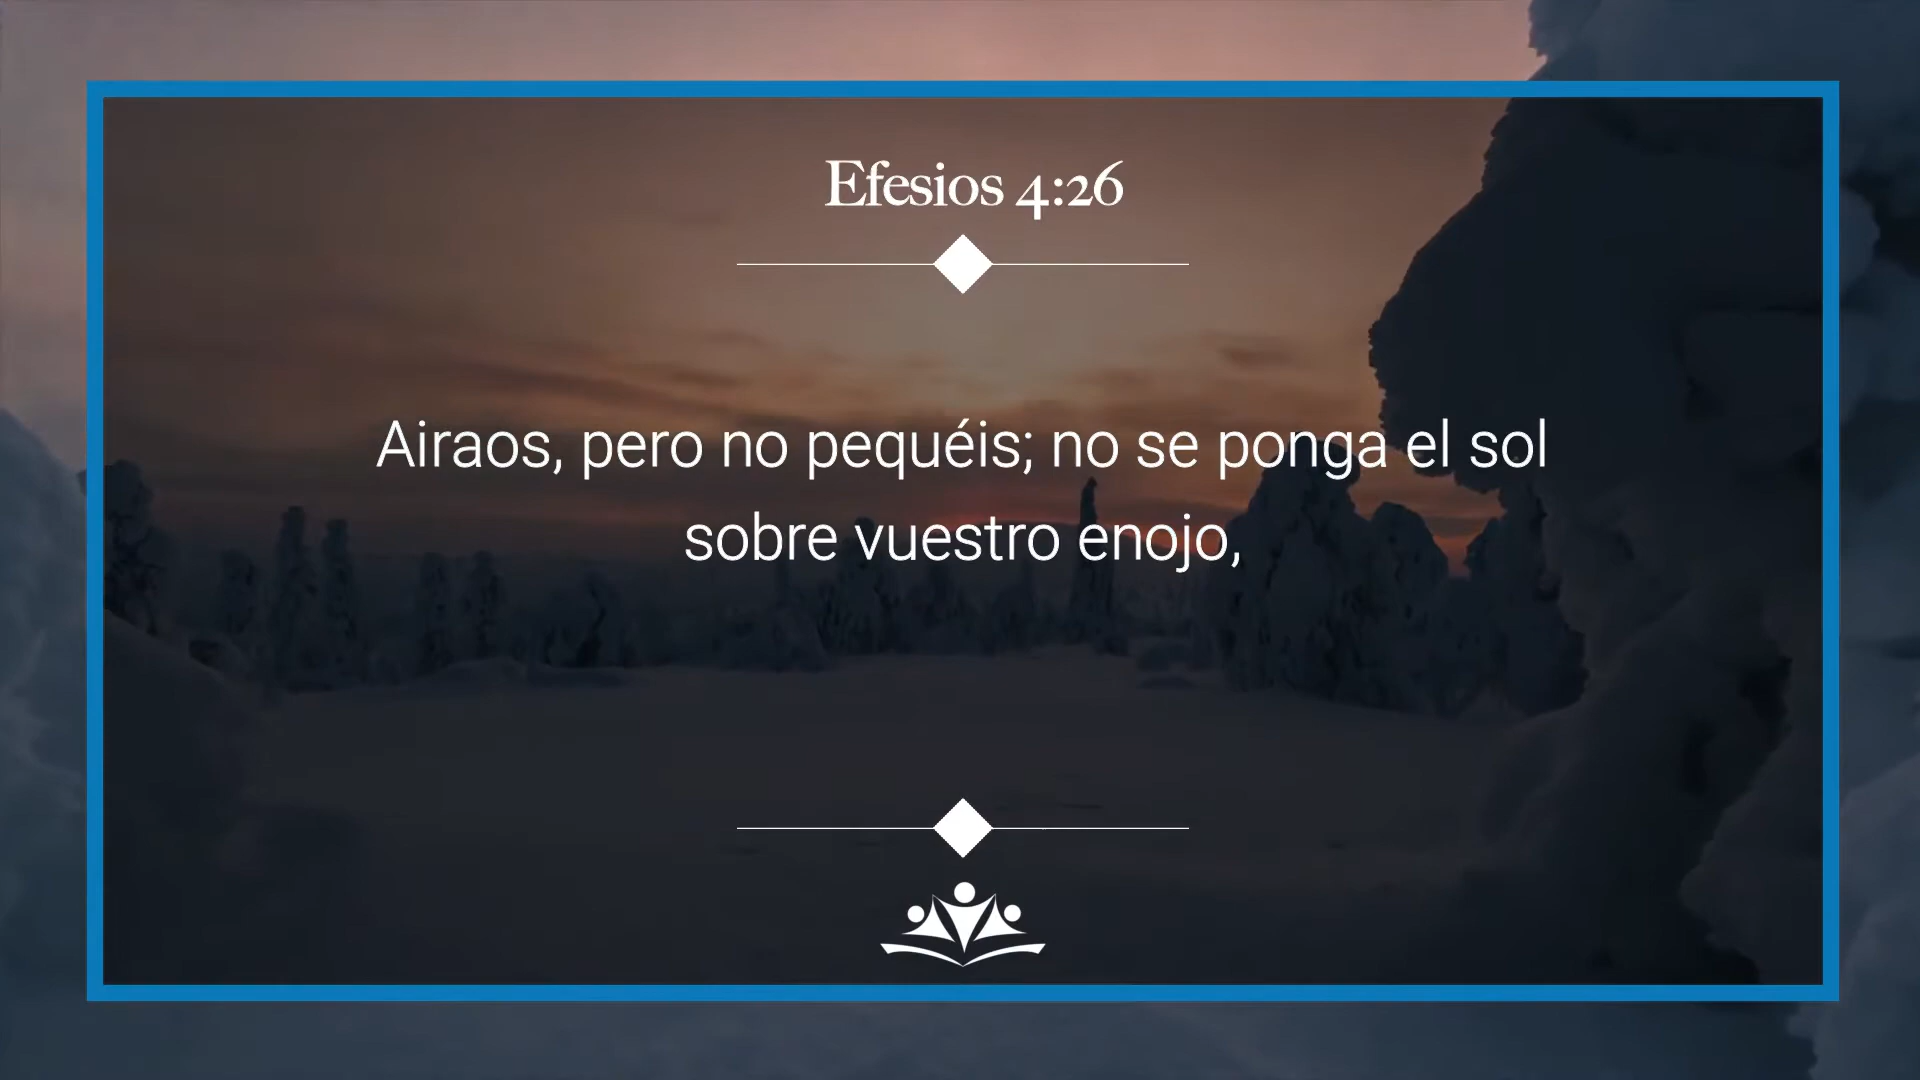 Efesios 4:26
Airaos, pero no pequéis; no se ponga el sol
sobre vuestro enojo,